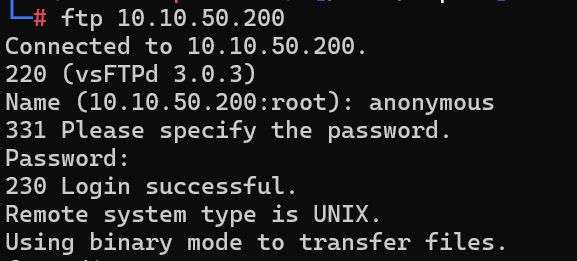 └─# ftp 10.10.50.200
Connected to 10.10.50.200.
220 (vsFTPd 3.0.3)
Name (10.10.50.200:root): anonymous
331 Please specify the password.
Password:
230 Login successful.
Remote system type is UNIX.
Using binary mode to transfer files.